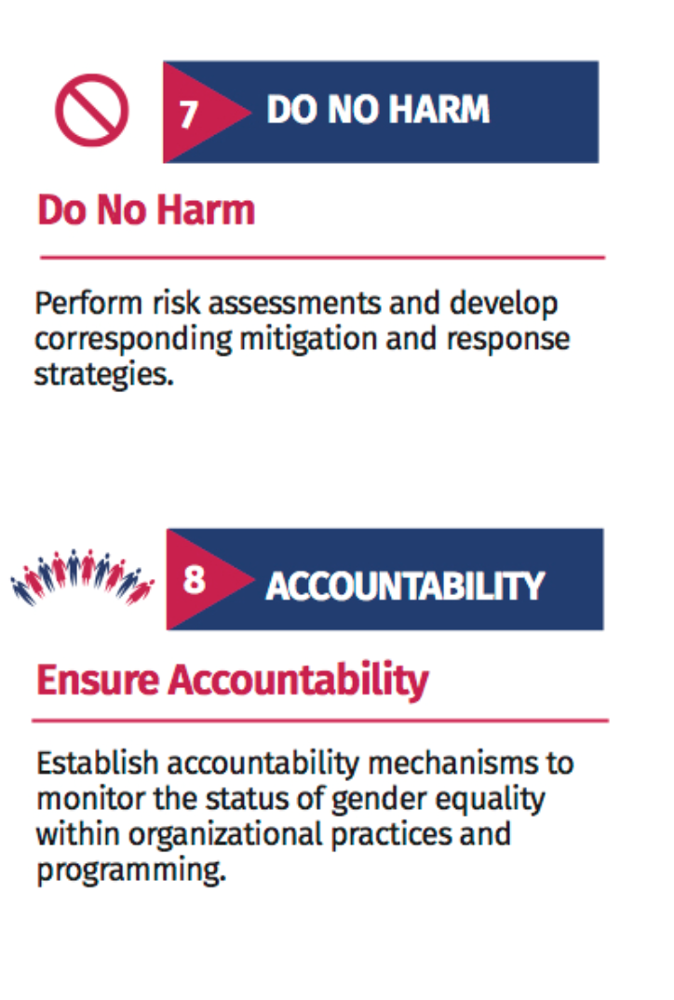 7
DO NO HARM
Do No Harm
Perform risk assessments and develop
corresponding mitigation and response
strategies.
8
ACCOUNTABILITY
Ensure Accountability
Establish accountability mechanisms to
monitor the status of gender equality
within organizational practices and
programming.